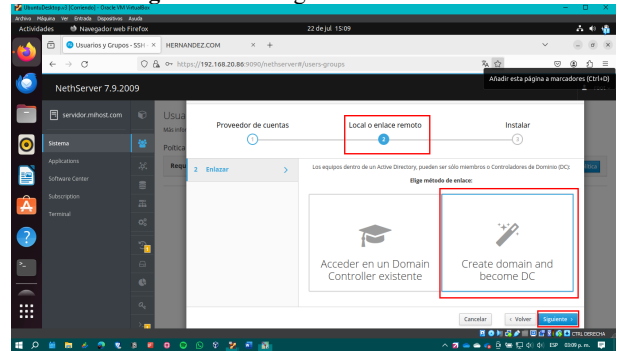 UbuntuDesktop.v3 [Corriendo] - Oracle VM VirtualBox
Archivo Máquina Ver Entrada Dispositivos Ayuda
Actividades Navegador web Firefox 22 de jul 15:09
Usuarios y Grupos - SSH × HERNANDEZ.COM × +
https://192.168.20.86:9090/nethserver#/users-groups
Añadir esta página a marcadores (Ctrl+D)
NethServer 7.9.2009
servidor.mihost.com
Sistema
Applications
Software Center
Subscription
Terminal
Usua
Más infor
Política
Requ
Proveedor de cuentas
1
Local o enlace remoto
2
Instalar
3
2 Enlazar >
Los equipos dentro de un Active Directory, pueden ser sólo miembros o Controladores de Dominio (DC):
Elige método de enlace:
Acceder en un Domain
Controller existente
Create domain and
become DC
Cancelar < Volver Siguiente >
CTRL DERECHA
ESP 03:09 p. m.